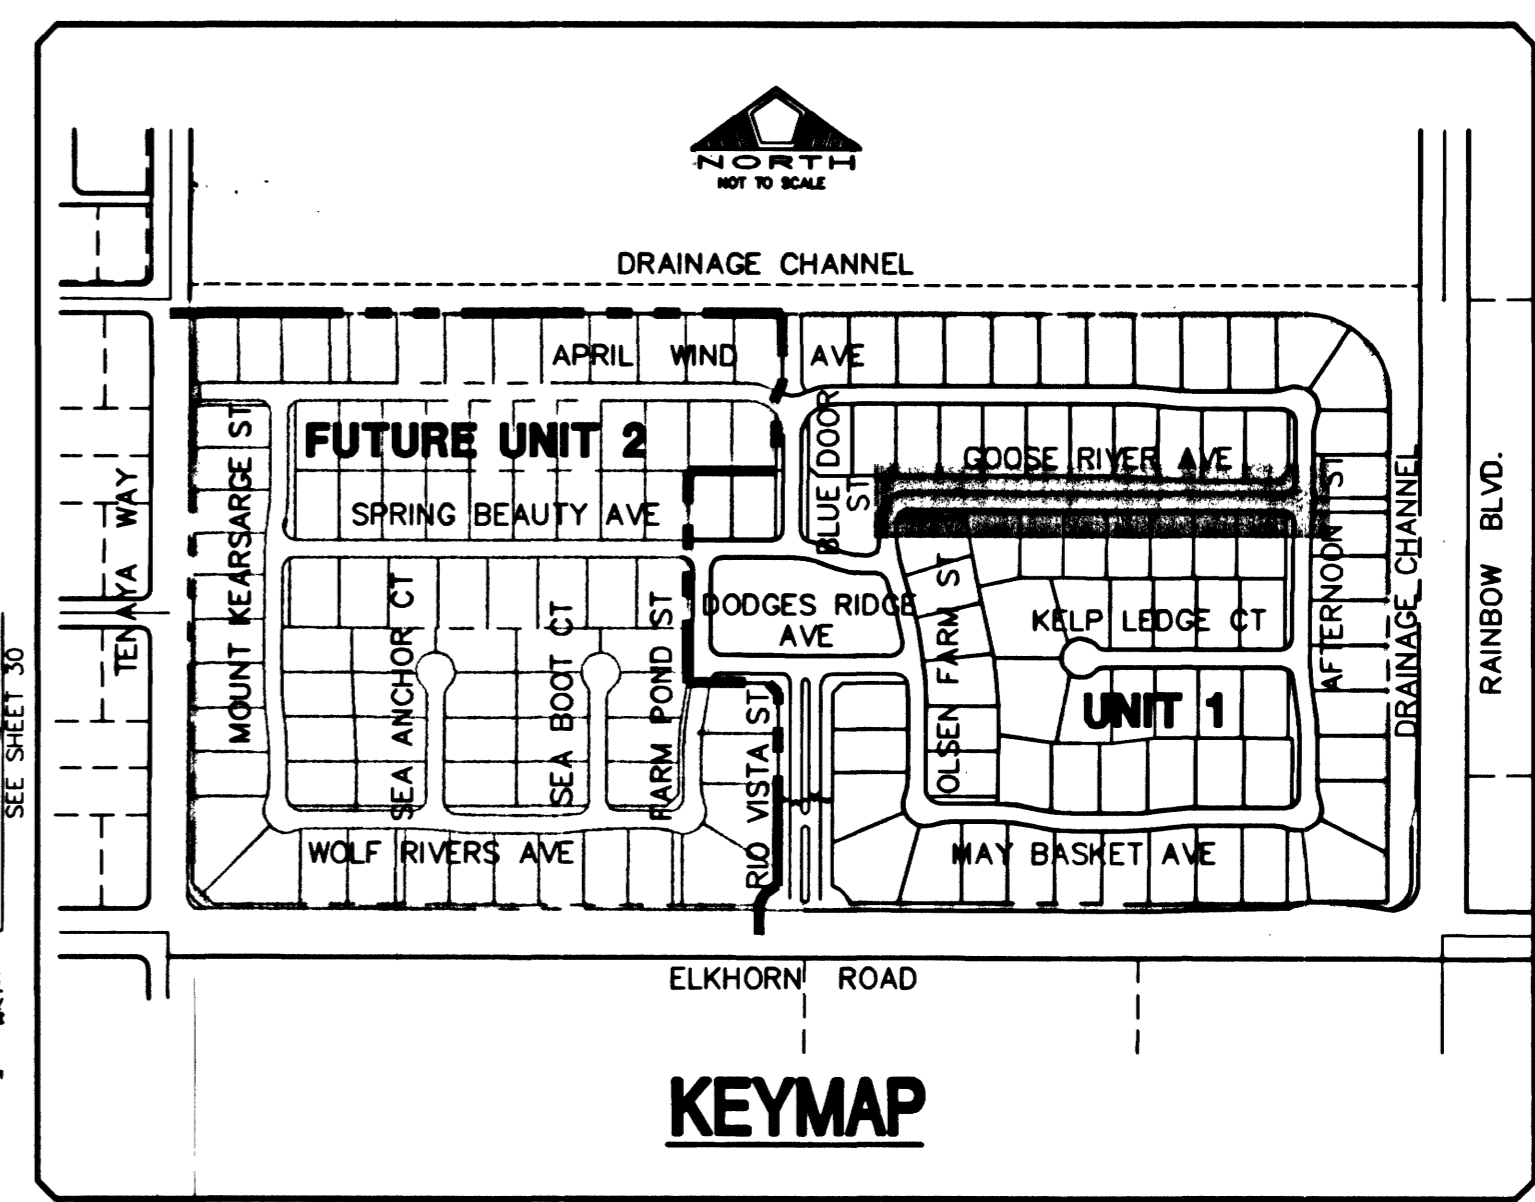 NORTH
NOT TO SCALE
DRAINAGE CHANNEL
APRIL WIND AVE
FUTURE UNIT 2
SPRING BEAUTY AVE
MOUNT KEARSARGE ST
TENAYA WAY
SEE SHEET 30
SEA ANCHOR CT
SEA BOOT CT
FARM POND ST
WOLF RIVERS AVE
RIO VISTA ST
BLUE DOOR
ST
GOOSE RIVER AVE
DODGES RIDGE
AVE
OLSEN FARM ST
KELP LEDGE CT
UNIT 1
AFTERNOON ST
DRAINAGE CHANNEL
RAINBOW BLVD.
MAY BASKET AVE
ELKHORN ROAD
KEYMAP